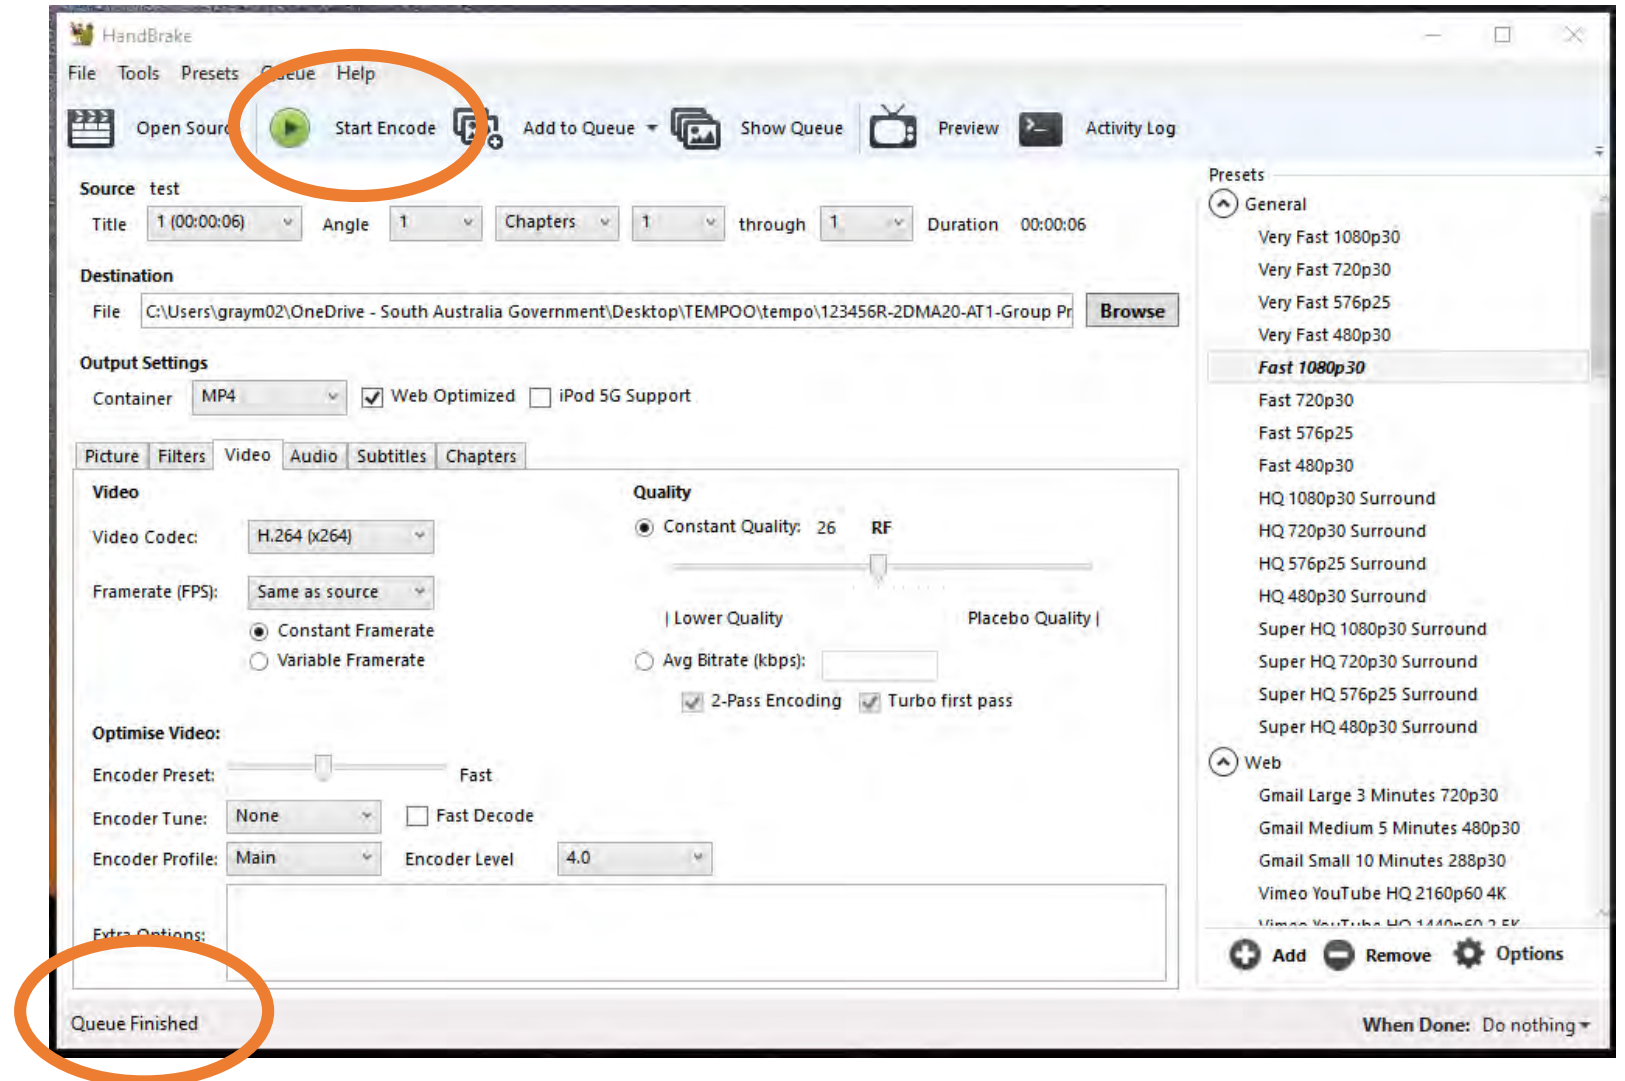 HandBrake
File Tools Presets Queue Help
Open Sourc Start Encode Add to Queue Show Queue Preview Activity Log
Source test
Title 1 (00:00:06) Angle 1 Chapters 1 through 1 Duration 00:00:06
Destination
File C:\Users\graym02\OneDrive - South Australia Government\Desktop\TEMPOO\tempo\123456R-2DMA20-AT1-Group Pr Browse
Output Settings
Container MP4 Web Optimized iPod 5G Support
Picture Filters Video Audio Subtitles Chapters
Video
Video Codec: H.264 (x264)
Framerate (FPS): Same as source
Constant Framerate
Variable Framerate
Quality
Constant Quality: 26 RF
| Lower Quality Placebo Quality |
Avg Bitrate (kbps):
2-Pass Encoding Turbo first pass
Optimise Video:
Encoder Preset: Fast
Encoder Tune: None Fast Decode
Encoder Profile: Main Encoder Level 4.0
Extra Options:
Presets
General
Very Fast 1080p30
Very Fast 720p30
Very Fast 576p25
Very Fast 480p30
Fast 1080p30
Fast 720p30
Fast 576p25
Fast 480p30
HQ 1080p30 Surround
HQ 720p30 Surround
HQ 576p25 Surround
HQ 480p30 Surround
Super HQ 1080p30 Surround
Super HQ 720p30 Surround
Super HQ 576p25 Surround
Super HQ 480p30 Surround
Web
Gmail Large 3 Minutes 720p30
Gmail Medium 5 Minutes 480p30
Gmail Small 10 Minutes 288p30
Vimeo YouTube HQ 2160p60 4K
Vimeo YouTube HQ 1440p60 2.5K
Add Remove Options
Queue Finished When Done: Do nothing